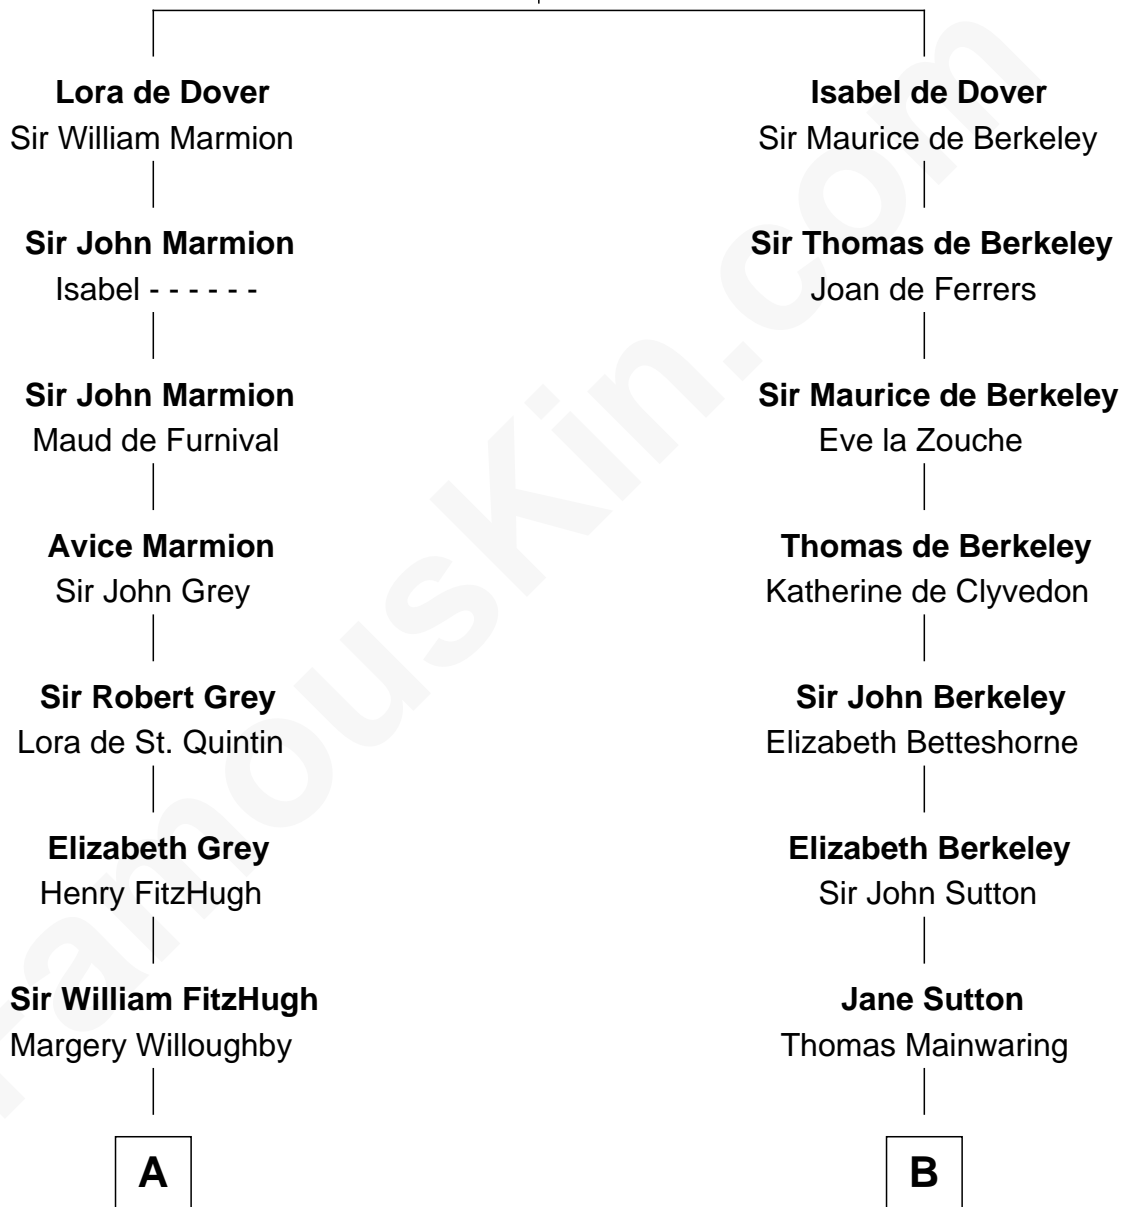 Lora de Dover
Sir William Marmion
Isabel de Dover
Sir Maurice de Berkeley
Sir John Marmion
Isabel - - - - - -
Sir Thomas de Berkeley
Joan de Ferrers
Sir John Marmion
Maud de Furnival
Sir Maurice de Berkeley
Eve la Zouche
Avice Marmion
Sir John Grey
Thomas de Berkeley
Katherine de Clyvedon
Sir Robert Grey
Lora de St. Quintin
Sir John Berkeley
Elizabeth Betteshorne
Elizabeth Grey
Henry FitzHugh
Elizabeth Berkeley
Sir John Sutton
Sir William FitzHugh
Margery Willoughby
Jane Sutton
Thomas Mainwaring
A
B
FamousKin.com